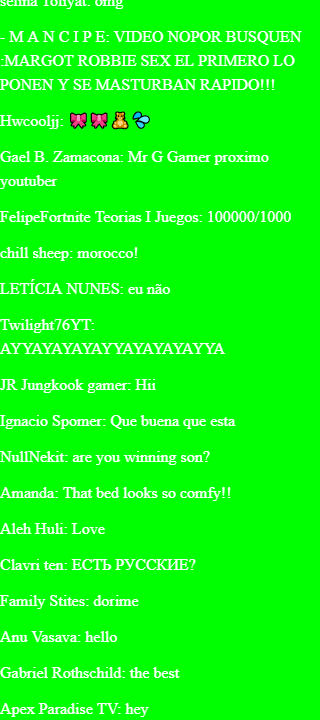 selina Tofiyat: omg
- M A N C I P E: VIDEO NOPOR BUSQUEN
:MARGOT ROBBIE SEX EL PRIMERO LO
PONEN Y SE MASTURBAN RAPIDO!!!
Hwcooljj: 🎀🎀🧸💦
Gael B. Zamacona: Mr G Gamer proximo
youtuber
FelipeFortnite Teorias I Juegos: 100000/1000
chill sheep: morocco!
LETÍCIA NUNES: eu não
Twilight76YT:
AYYAYAYAYAYYAYAYAYAYYA
JR Jungkook gamer: Hii
Ignacio Spomer: Que buena que esta
NullNekit: are you winning son?
Amanda: That bed looks so comfy!!
Aleh Huli: Love
Clavri ten: ЕСТЬ РУССКИЕ?
Family Stites: dorime
Anu Vasava: hello
Gabriel Rothschild: the best
Apex Paradise TV: hey